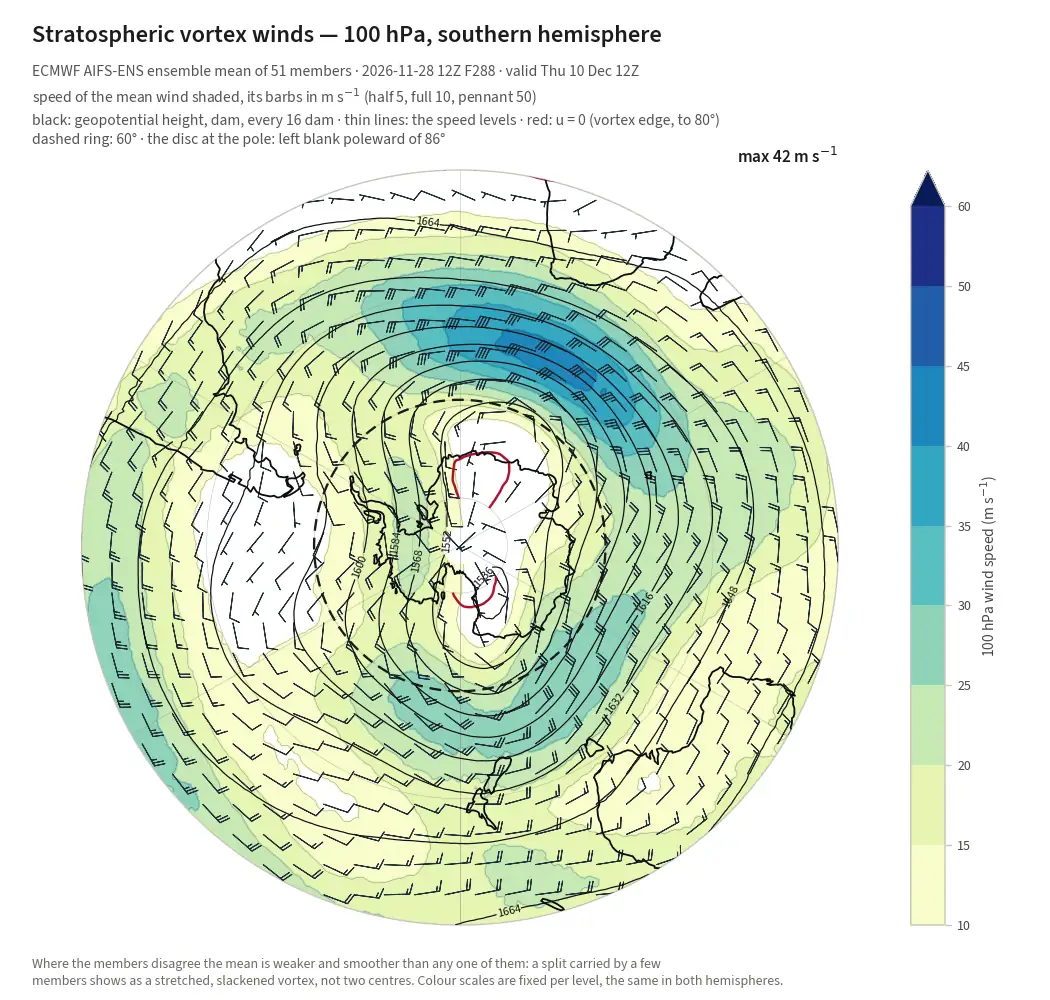 Stratospheric vortex winds — 100 hPa, southern hemisphere
ECMWF AIFS-ENS ensemble mean of 51 members · 2026-11-28 12Z F288 · valid Thu 10 Dec 12Z
speed of the mean wind shaded, its barbs in m s⁻¹ (half 5, full 10, pennant 50)
black: geopotential height, dam, every 16 dam · thin lines: the speed levels · red: u = 0 (vortex edge, to 80°)
dashed ring: 60° · the disc at the pole: left blank poleward of 86°
max 42 m s⁻¹
1664
1552
1584
1568
1600
1536
1616
1648
1632
1664
60
50
45
40
35
30
25
20
15
10
100 hPa wind speed (m s⁻¹)
Where the members disagree the mean is weaker and smoother than any one of them: a split carried by a few
members shows as a stretched, slackened vortex, not two centres. Colour scales are fixed per level, the same in both hemispheres.